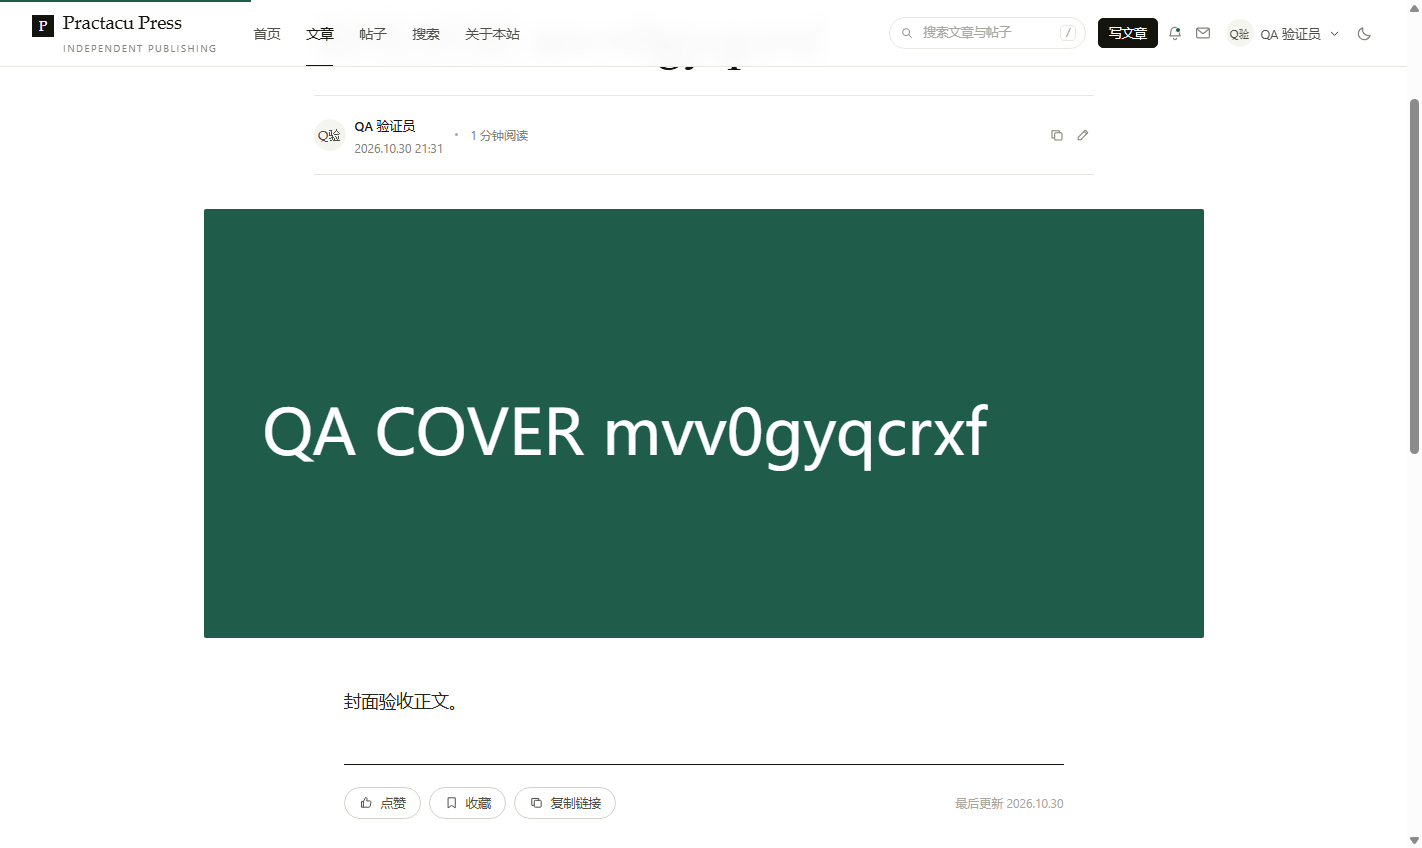 P Practacu Press
INDEPENDENT PUBLISHING
首页 文章 帖子 搜索 关于本站
搜索文章与帖子 /
写文章
Q验 QA 验证员
Q验 QA 验证员
2026.10.30 21:31
1 分钟阅读
QA COVER mvv0gyqcrxf
封面验收正文。
点赞 收藏 复制链接
最后更新 2026.10.30